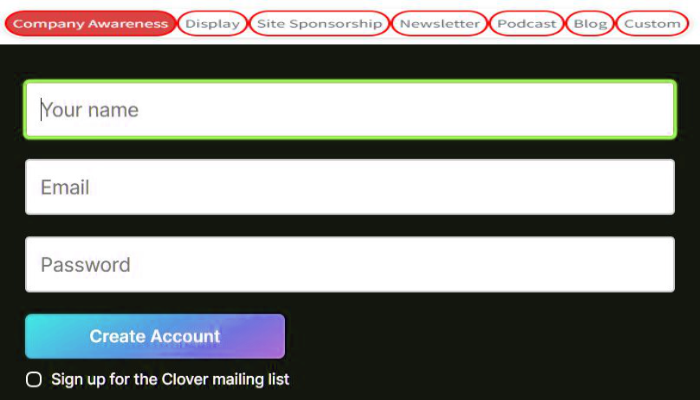 Company Awareness Display Site Sponsorship Newsletter Podcast Blog Custom
Your name
Email
Password
Create Account
Sign up for the Clover mailing list